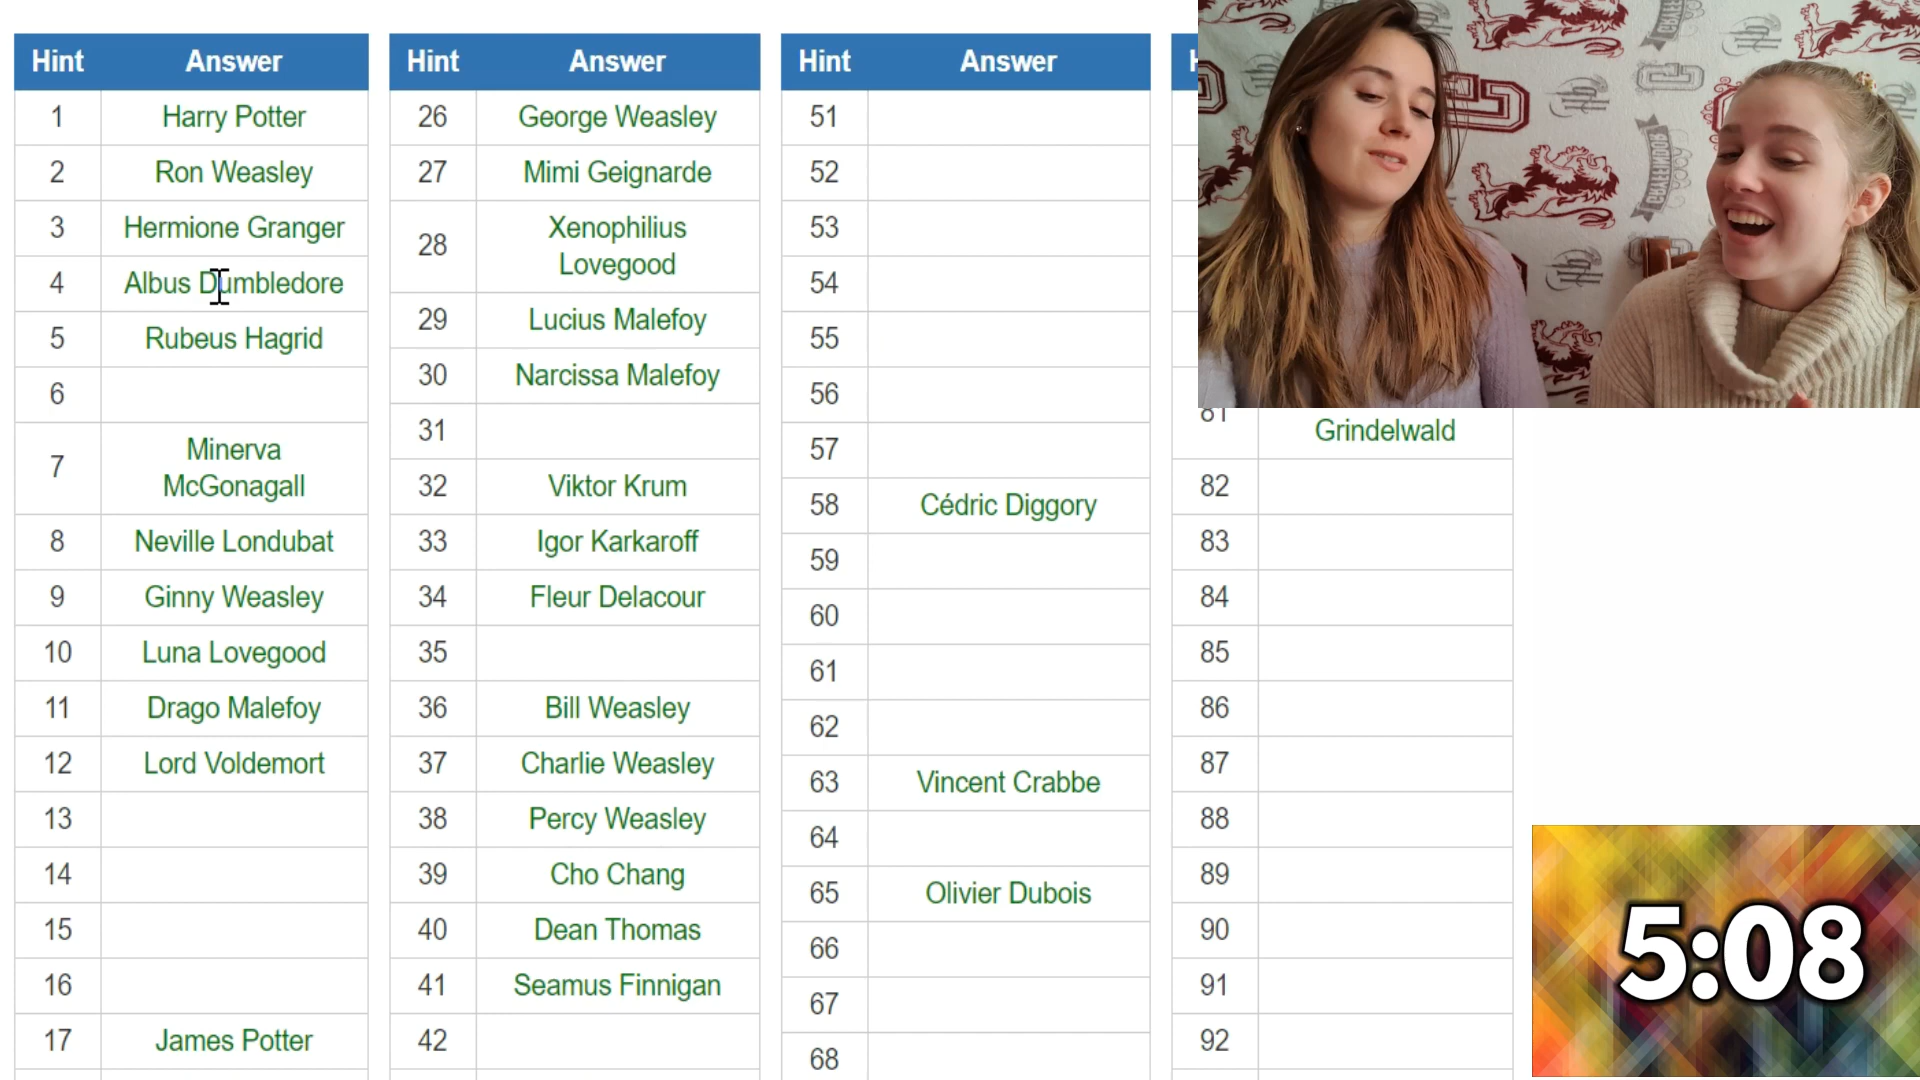 Hint Answer
1 Harry Potter
2 Ron Weasley
3 Hermione Granger
4 Albus Dumbledore
5 Rubeus Hagrid
6
7 Minerva
McGonagall
8 Neville Londubat
9 Ginny Weasley
10 Luna Lovegood
11 Drago Malefoy
12 Lord Voldemort
13
14
15
16
17 James Potter
Hint Answer
26 George Weasley
27 Mimi Geignarde
28 Xenophilius
Lovegood
29 Lucius Malefoy
30 Narcissa Malefoy
31
32 Viktor Krum
33 Igor Karkaroff
34 Fleur Delacour
35
36 Bill Weasley
37 Charlie Weasley
38 Percy Weasley
39 Cho Chang
40 Dean Thomas
41 Seamus Finnigan
42
Hint Answer
51
52
53
54
55
56
57
58 Cédric Diggory
59
60
61
62
63 Vincent Crabbe
64
65 Olivier Dubois
66
67
68
81 Grindelwald
82
83
84
85
86
87
88
89
90
91
92
5:08